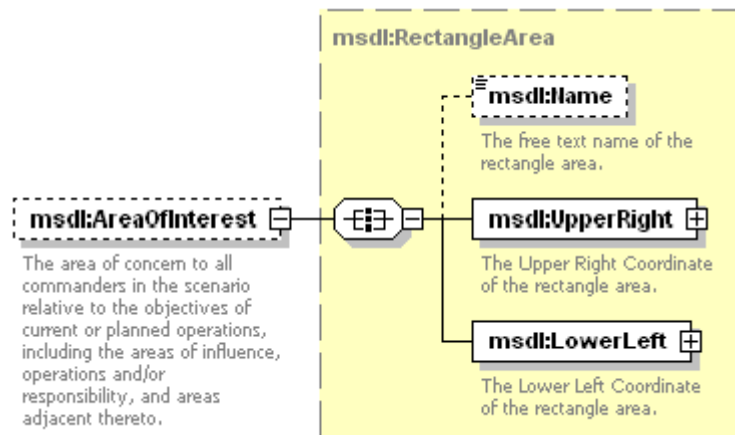 msdl:RectangleArea
msdl:Name
The free text name of the
rectangle area.
msdl:AreaOfInterest
The area of concern to all
commanders in the scenario
relative to the objectives of
current or planned operations,
including the areas of influence,
operations and/or
responsibility, and areas
adjacent thereto.
msdl:UpperRight
The Upper Right Coordinate
of the rectangle area.
msdl:LowerLeft
The Lower Left Coordinate
of the rectangle area.